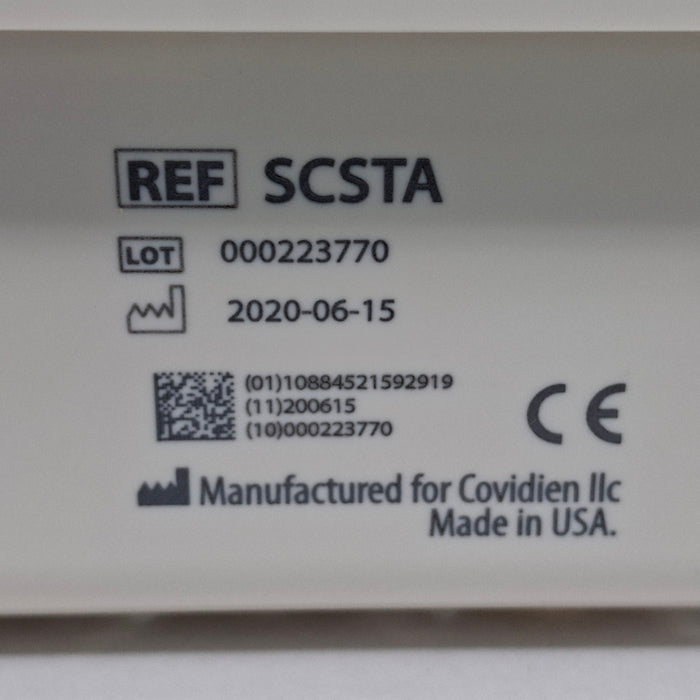 REF SCSTA
LOT 000223770
2020-06-15
(01)10884521592919
(11)200615
(10)000223770
CE
Manufactured for Covidien llc
Made in USA.